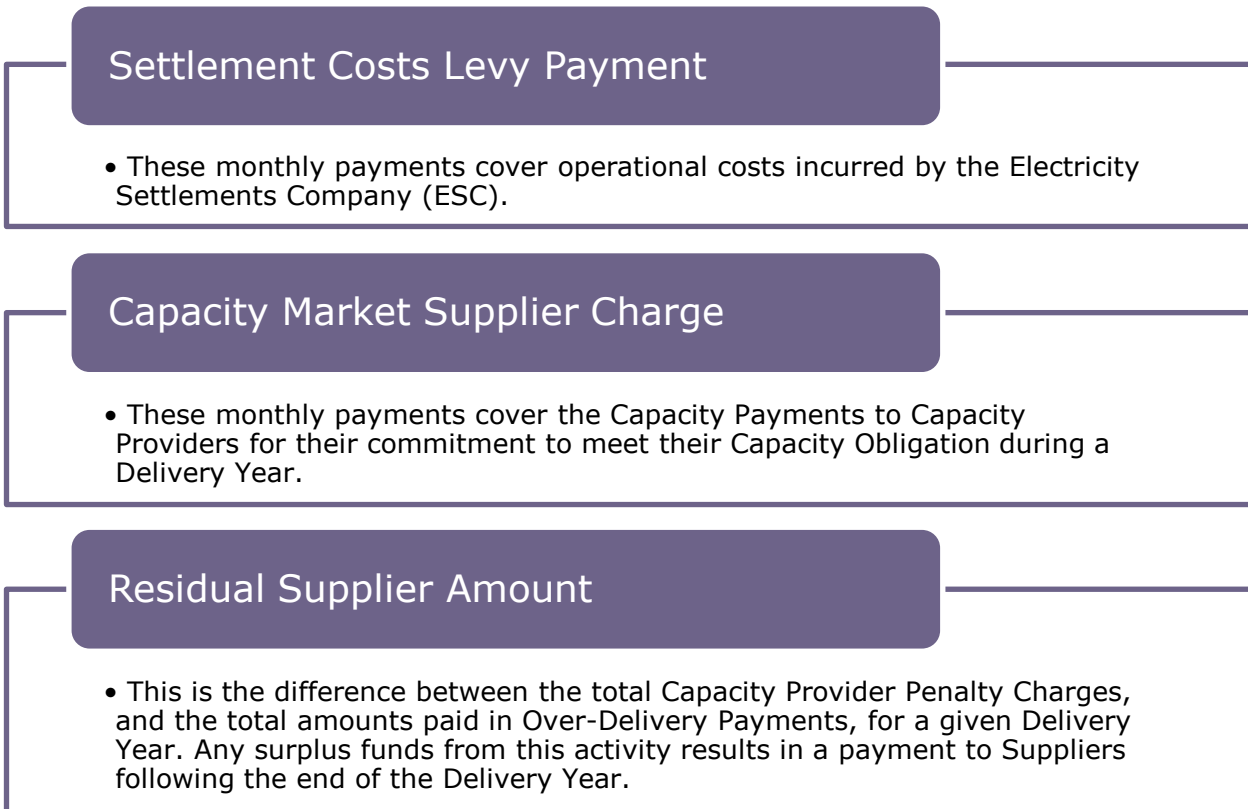 Settlement Costs Levy Payment
• These monthly payments cover operational costs incurred by the Electricity
Settlements Company (ESC).
Capacity Market Supplier Charge
• These monthly payments cover the Capacity Payments to Capacity
Providers for their commitment to meet their Capacity Obligation during a
Delivery Year.
Residual Supplier Amount
• This is the difference between the total Capacity Provider Penalty Charges,
and the total amounts paid in Over-Delivery Payments, for a given Delivery
Year. Any surplus funds from this activity results in a payment to Suppliers
following the end of the Delivery Year.